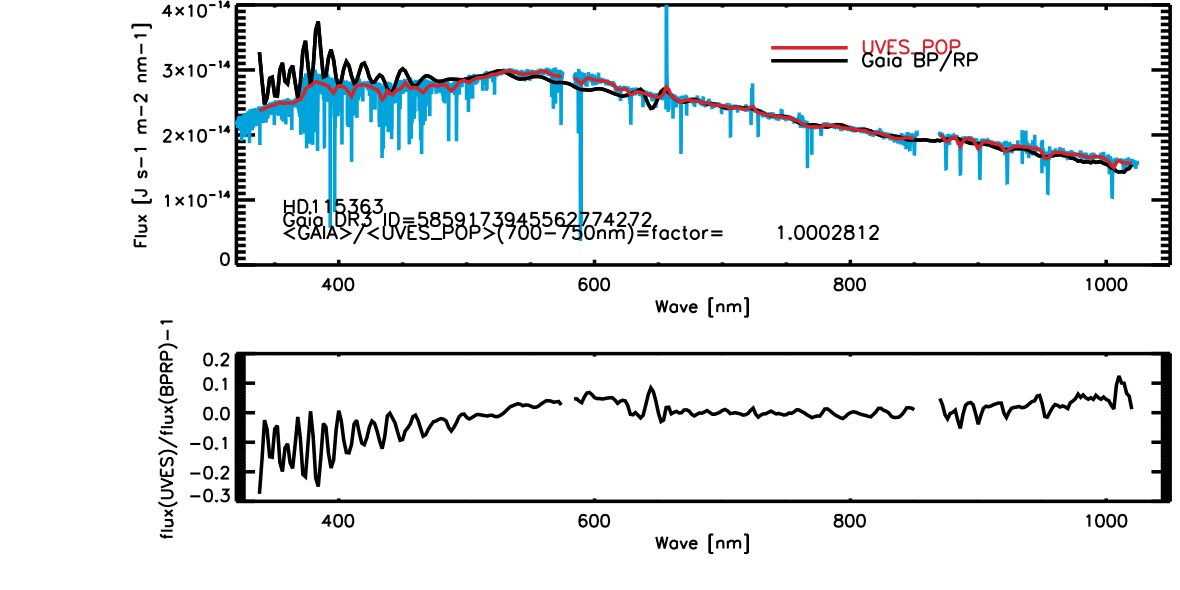 4×10⁻¹⁴
3×10⁻¹⁴
2×10⁻¹⁴
1×10⁻¹⁴
0
Flux [J s−1 m−2 nm−1]
UVES_POP
Gaia BP/RP
HD115363
Gaia DR3 ID=5859173945562774272
<GAIA>/<UVES_POP>(700−750nm)=factor= 1.0002812
400 600 800 1000
Wave [nm]
0.2
0.1
0.0
−0.1
−0.2
−0.3
flux(UVES)/flux(BPRP)−1
400 600 800 1000
Wave [nm]